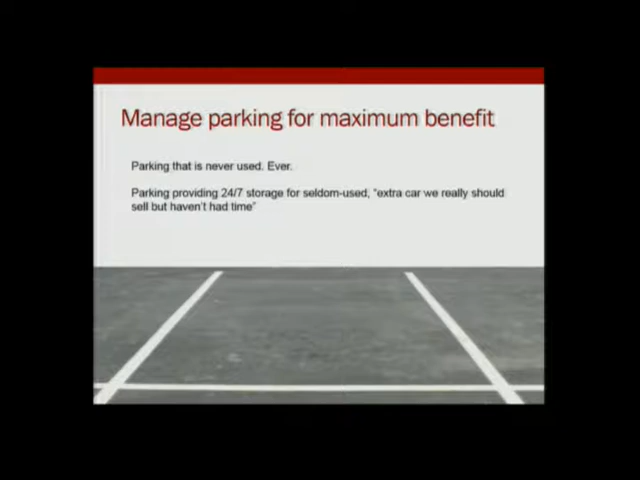 Manage parking for maximum benefit
Parking that is never used. Ever.
Parking providing 24/7 storage for seldom-used, "extra car we really should
sell but haven't had time"